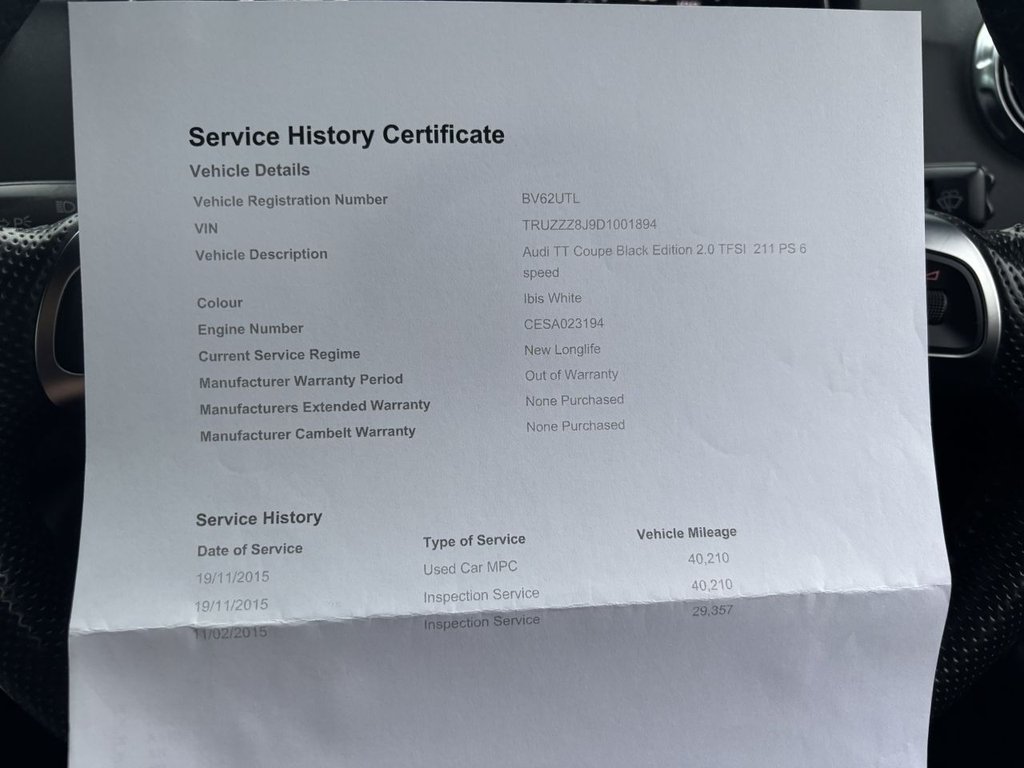 Service History Certificate
Vehicle Details
Vehicle Registration Number BV62UTL
VIN TRUZZZ8J9D1001894
Vehicle Description Audi TT Coupe Black Edition 2.0 TFSI 211 PS 6
speed
Colour Ibis White
Engine Number CESA023194
Current Service Regime New Longlife
Manufacturer Warranty Period Out of Warranty
Manufacturers Extended Warranty None Purchased
Manufacturer Cambelt Warranty None Purchased
Service History
Date of Service Type of Service Vehicle Mileage
19/11/2015 Used Car MPC 40,210
19/11/2015 Inspection Service 40,210
11/02/2015 Inspection Service 29,357